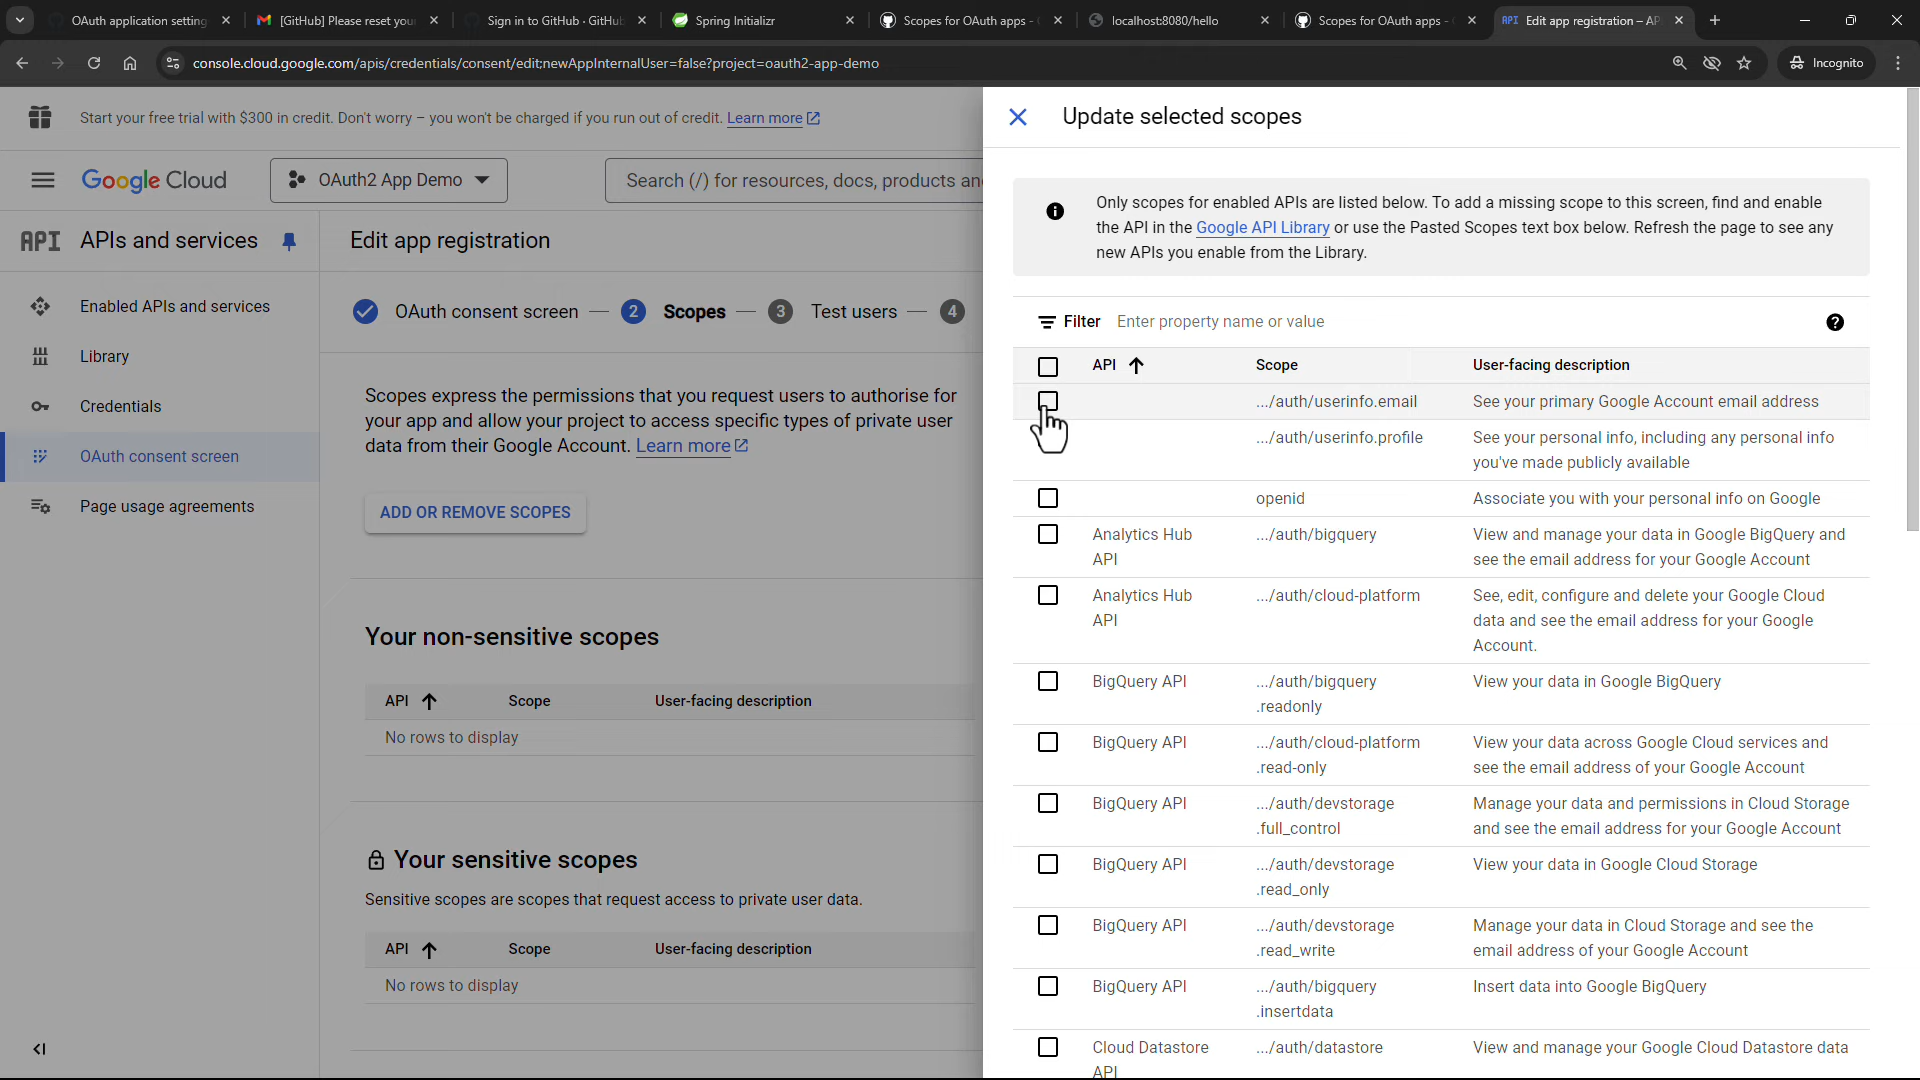 OAuth application setting
[GitHub] Please reset you
Sign in to GitHub · GitHub
Spring Initializr
Scopes for OAuth apps -
localhost:8080/hello
Scopes for OAuth apps -
API Edit app registration – AP
console.cloud.google.com/apis/credentials/consent/edit;newAppInternalUser=false?project=oauth2-app-demo
Incognito
Start your free trial with $300 in credit. Don't worry – you won't be charged if you run out of credit. Learn more
Google Cloud
OAuth2 App Demo
Search (/) for resources, docs, products an
API APIs and services
Enabled APIs and services
Library
Credentials
OAuth consent screen
Page usage agreements
Edit app registration
OAuth consent screen — 2 Scopes — 3 Test users — 4
Scopes express the permissions that you request users to authorise for
your app and allow your project to access specific types of private user
data from their Google Account. Learn more
ADD OR REMOVE SCOPES
Your non-sensitive scopes
API Scope User-facing description
No rows to display
Your sensitive scopes
Sensitive scopes are scopes that request access to private user data.
API Scope User-facing description
No rows to display
Update selected scopes
Only scopes for enabled APIs are listed below. To add a missing scope to this screen, find and enable
the API in the Google API Library or use the Pasted Scopes text box below. Refresh the page to see any
new APIs you enable from the Library.
Filter Enter property name or value
API Scope User-facing description
.../auth/userinfo.email See your primary Google Account email address
.../auth/userinfo.profile See your personal info, including any personal info
you've made publicly available
openid Associate you with your personal info on Google
Analytics Hub .../auth/bigquery View and manage your data in Google BigQuery and
API see the email address for your Google Account
Analytics Hub .../auth/cloud-platform See, edit, configure and delete your Google Cloud
API data and see the email address for your Google
Account.
BigQuery API .../auth/bigquery View your data in Google BigQuery
.readonly
BigQuery API .../auth/cloud-platform View your data across Google Cloud services and
.read-only see the email address of your Google Account
BigQuery API .../auth/devstorage Manage your data and permissions in Cloud Storage
.full_control and see the email address for your Google Account
BigQuery API .../auth/devstorage View your data in Google Cloud Storage
.read_only
BigQuery API .../auth/devstorage Manage your data in Cloud Storage and see the
.read_write email address of your Google Account
BigQuery API .../auth/bigquery Insert data into Google BigQuery
.insertdata
Cloud Datastore .../auth/datastore View and manage your Google Cloud Datastore data
API